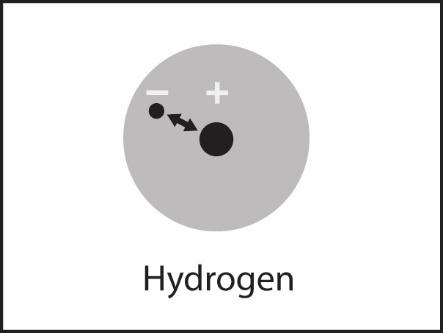 − +
Hydrogen